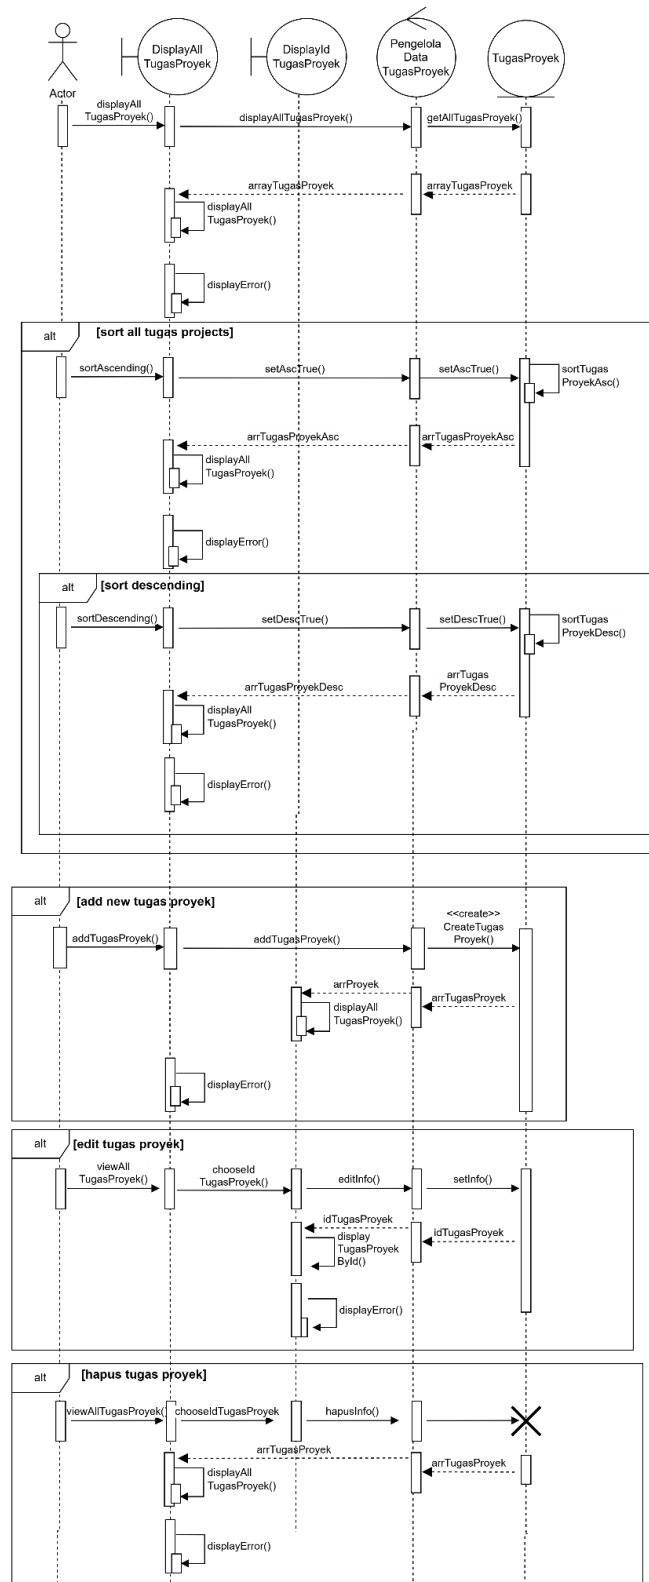 DisplayAll
TugasProyek
DisplayId
TugasProyek
Pengelola
Data
TugasProyek
TugasProyek
Actor
displayAll
TugasProyek()
displayAllTugasProyek()
getAllTugasProyek()
arrayTugasProyek
arrayTugasProyek
displayAll
TugasProyek()
displayError()
alt
[sort all tugas projects]
sortAscending()
setAscTrue()
setAscTrue()
sortTugas
ProyekAsc()
arrTugasProyekAsc
arrTugasProyekAsc
displayAll
TugasProyek()
displayError()
alt
[sort descending]
sortDescending()
setDescTrue()
setDescTrue()
sortTugas
ProyekDesc()
arrTugasProyekDesc
arrTugas
ProyekDesc
displayAll
TugasProyek()
displayError()
alt
[add new tugas proyek]
addTugasProyek()
addTugasProyek()
<<create>>
CreateTugas
Proyek()
arrProyek
arrTugasProyek
displayAll
TugasProyek()
displayError()
alt
[edit tugas proyek]
viewAll
TugasProyek()
chooseId
TugasProyek()
editInfo()
setInfo()
idTugasProyek
idTugasProyek
display
TugasProyek
ById()
displayError()
alt
[hapus tugas proyek]
viewAllTugasProyek()
chooseIdTugasProyek
hapusInfo()
arrTugasProyek
arrTugasProyek
displayAll
TugasProyek()
displayError()